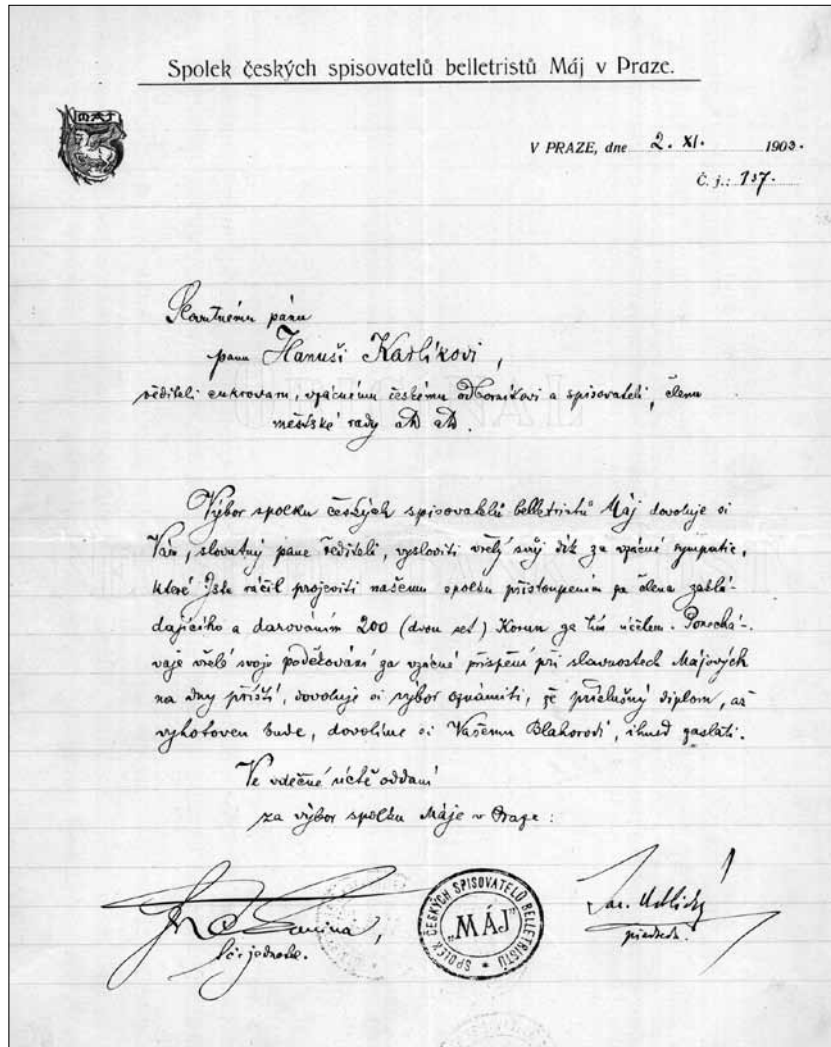 Spolek českých spisovatelů belletristů Máj v Praze.
MÁJ
V PRAZE, dne 2. XI. 1903.
Č. j.: 137.
Slovutnému pánu
panu Hanuši Karlíkovi,
řediteli cukrovaru, vzácnému českému odborníkovi a spisovateli, členu
městské rady atd atd.
Výbor spolku českých spisovatelů belletristů Máj dovoluje si
Vám, slovutný pane řediteli, vysloviti vřelý svůj dík za vzácné sympatie,
které jste ráčil projeviti našemu spolku přistoupením za člena zaklá-
dajícího a darováním 200 (dvou set) Korun za tím účelem. Ponechá-
vaje vřelé svoje poděkování za vzácné přispění při slavnostech Májových
na dny příští, dovoluje si výbor oznámiti, že příslušný diplom, až
vyhotoven bude, dovolíme si Vašemu Blahorodí, ihned zaslati.
Ve vděčné úctě oddaní
za výbor spolku Máje v Praze:
SPOLEK ČESKÝCH SPISOVATELŮ BELLETRISTŮ
„MÁJ"
jednatel.
předseda.